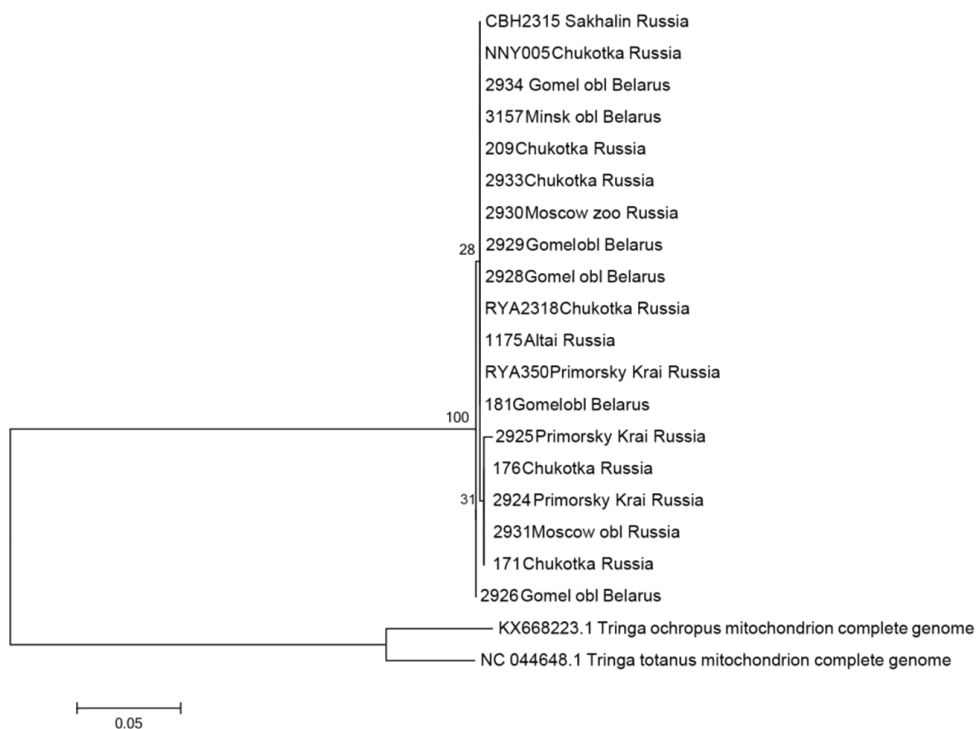 CBH2315 Sakhalin Russia
NNY005Chukotka Russia
2934 Gomel obl Belarus
3157Minsk obl Belarus
209Chukotka Russia
2933Chukotka Russia
2930Moscow zoo Russia
28
2929Gomelobl Belarus
2928Gomel obl Belarus
RYA2318Chukotka Russia
1175Altai Russia
RYA350Primorsky Krai Russia
181Gomelobl Belarus
100
2925Primorsky Krai Russia
176Chukotka Russia
31
2924Primorsky Krai Russia
2931Moscow obl Russia
171Chukotka Russia
2926Gomel obl Belarus
KX668223.1 Tringa ochropus mitochondrion complete genome
NC 044648.1 Tringa totanus mitochondrion complete genome
0.05